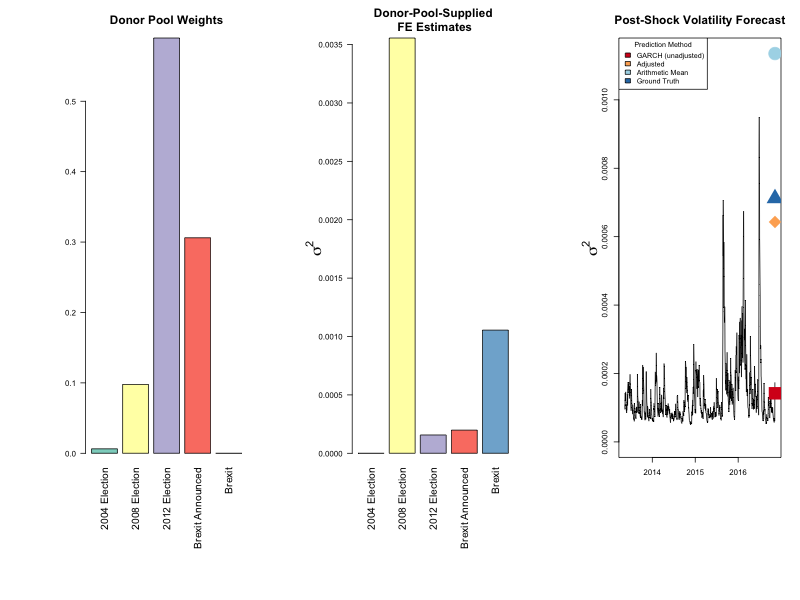 Donor Pool Weights
0.5
0.4
0.3
0.2
0.1
0.0
2004 Election
2008 Election
2012 Election
Brexit Announced
Brexit
Donor-Pool-Supplied
FE Estimates
σ²
0.0035
0.0030
0.0025
0.0020
0.0015
0.0010
0.0005
0.0000
2004 Election
2008 Election
2012 Election
Brexit Announced
Brexit
Post-Shock Volatility Forecast
Prediction Method
GARCH (unadjusted)
Adjusted
Arithmetic Mean
Ground Truth
σ²
0.0010
0.0008
0.0006
0.0004
0.0002
0.0000
2014 2015 2016